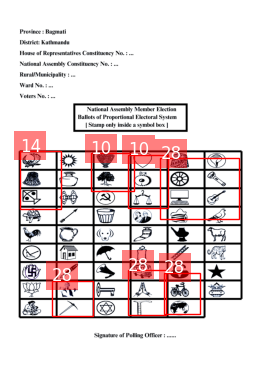 Province : Bagmati
District: Kathmandu
House of Representatives Constituency No. : ...
National Assembly Constituency No. : ...
Rural/Municipality : ...
Ward No. : ...
Voters No. : ...
National Assembly Member Election
Ballots of Proportional Electoral System
[ Stamp only inside a symbol box ]
14
10
10
28
28
28
28
Signature of Polling Officer : ......